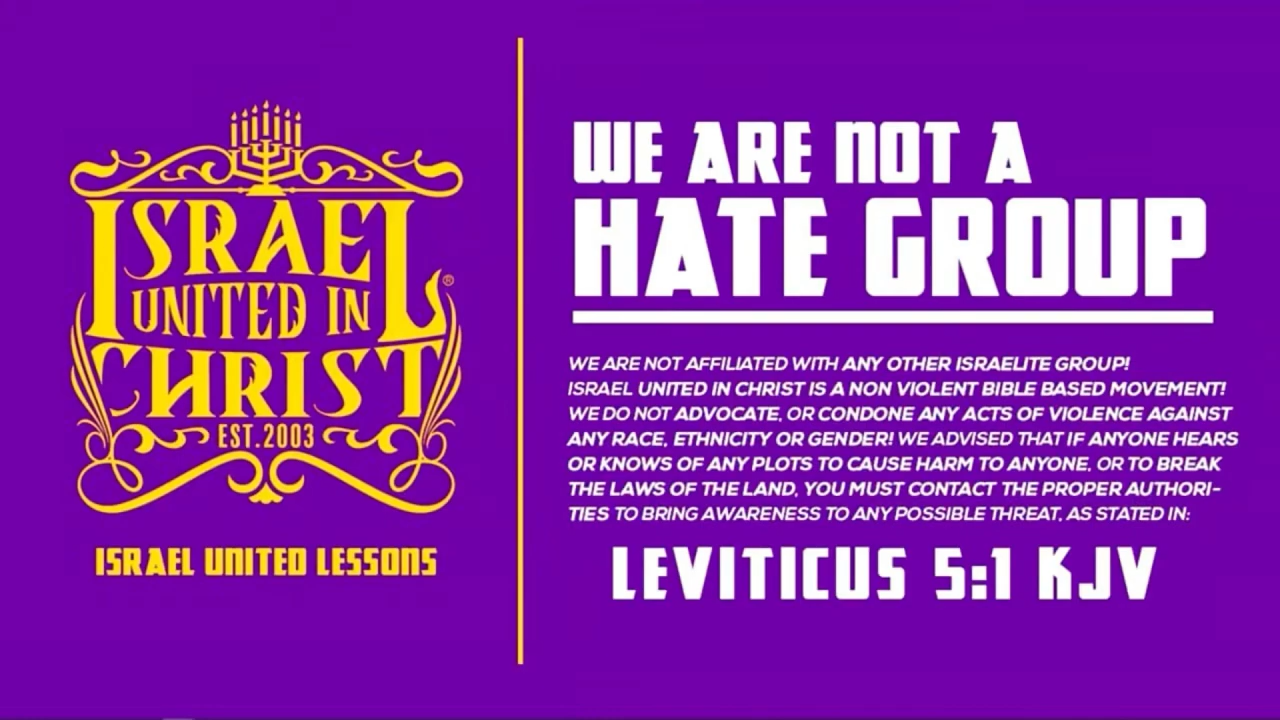 ISRAEL
UNITED IN
CHRIST
EST.2003
ISRAEL UNITED LESSONS
WE ARE NOT A
HATE GROUP
WE ARE NOT AFFILIATED WITH ANY OTHER ISRAELITE GROUP!
ISRAEL UNITED IN CHRIST IS A NON VIOLENT BIBLE BASED MOVEMENT!
WE DO NOT ADVOCATE, OR CONDONE ANY ACTS OF VIOLENCE AGAINST
ANY RACE, ETHNICITY OR GENDER! WE ADVISED THAT IF ANYONE HEARS
OR KNOWS OF ANY PLOTS TO CAUSE HARM TO ANYONE, OR TO BREAK
THE LAWS OF THE LAND, YOU MUST CONTACT THE PROPER AUTHORI-
TIES TO BRING AWARENESS TO ANY POSSIBLE THREAT, AS STATED IN:
LEVITICUS 5:1 KJV